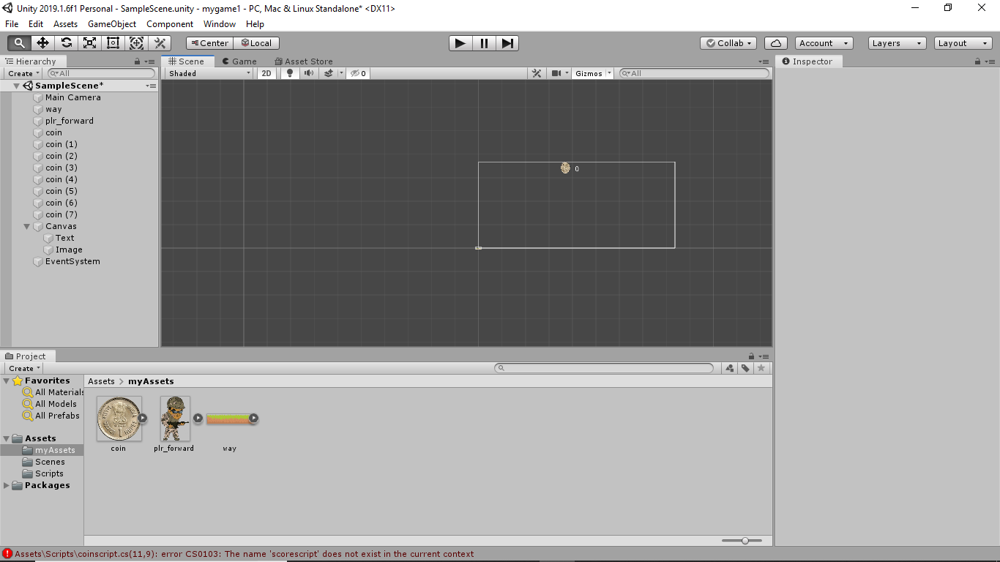 Unity 2019.1.6f1 Personal - SampleScene.unity - mygame1 - PC, Mac & Linux Standalone* <DX11>
File Edit Assets GameObject Component Window Help
Center Local Collab Account Layers Layout
Hierarchy
Create All
SampleScene*
Main Camera
way
plr_forward
coin
coin (1)
coin (2)
coin (3)
coin (4)
coin (5)
coin (6)
coin (7)
Canvas
Text
Image
EventSystem
Scene Game Asset Store
Shaded 2D 0 Gizmos All
0
Inspector
Project
Create
Favorites
All Materials
All Models
All Prefabs
Assets
myAssets
Scenes
Scripts
Packages
Assets > myAssets
coin plr_forward way
Assets\Scripts\coinscript.cs(11,9): error CS0103: The name 'scorescript' does not exist in the current context